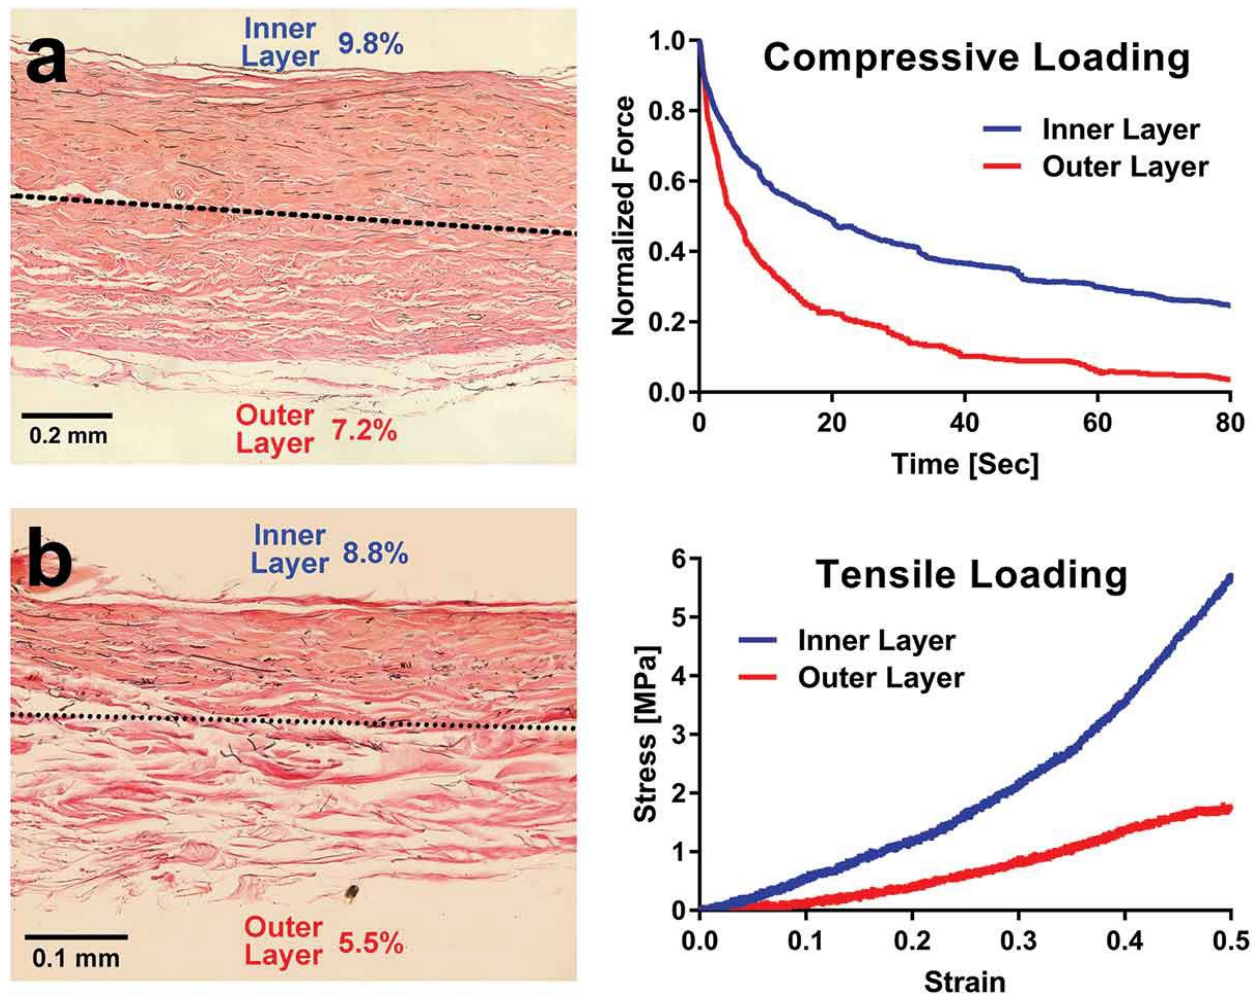 a
Inner
Layer 9.8%
Outer
Layer 7.2%
0.2 mm
Compressive Loading
Inner Layer
Outer Layer
Normalized Force
1.0
0.8
0.6
0.4
0.2
0.0
0 20 40 60 80
Time [Sec]
b
Inner
Layer 8.8%
Outer
Layer 5.5%
0.1 mm
Tensile Loading
Inner Layer
Outer Layer
Stress [MPa]
6
5
4
3
2
1
0
0.0 0.1 0.2 0.3 0.4 0.5
Strain